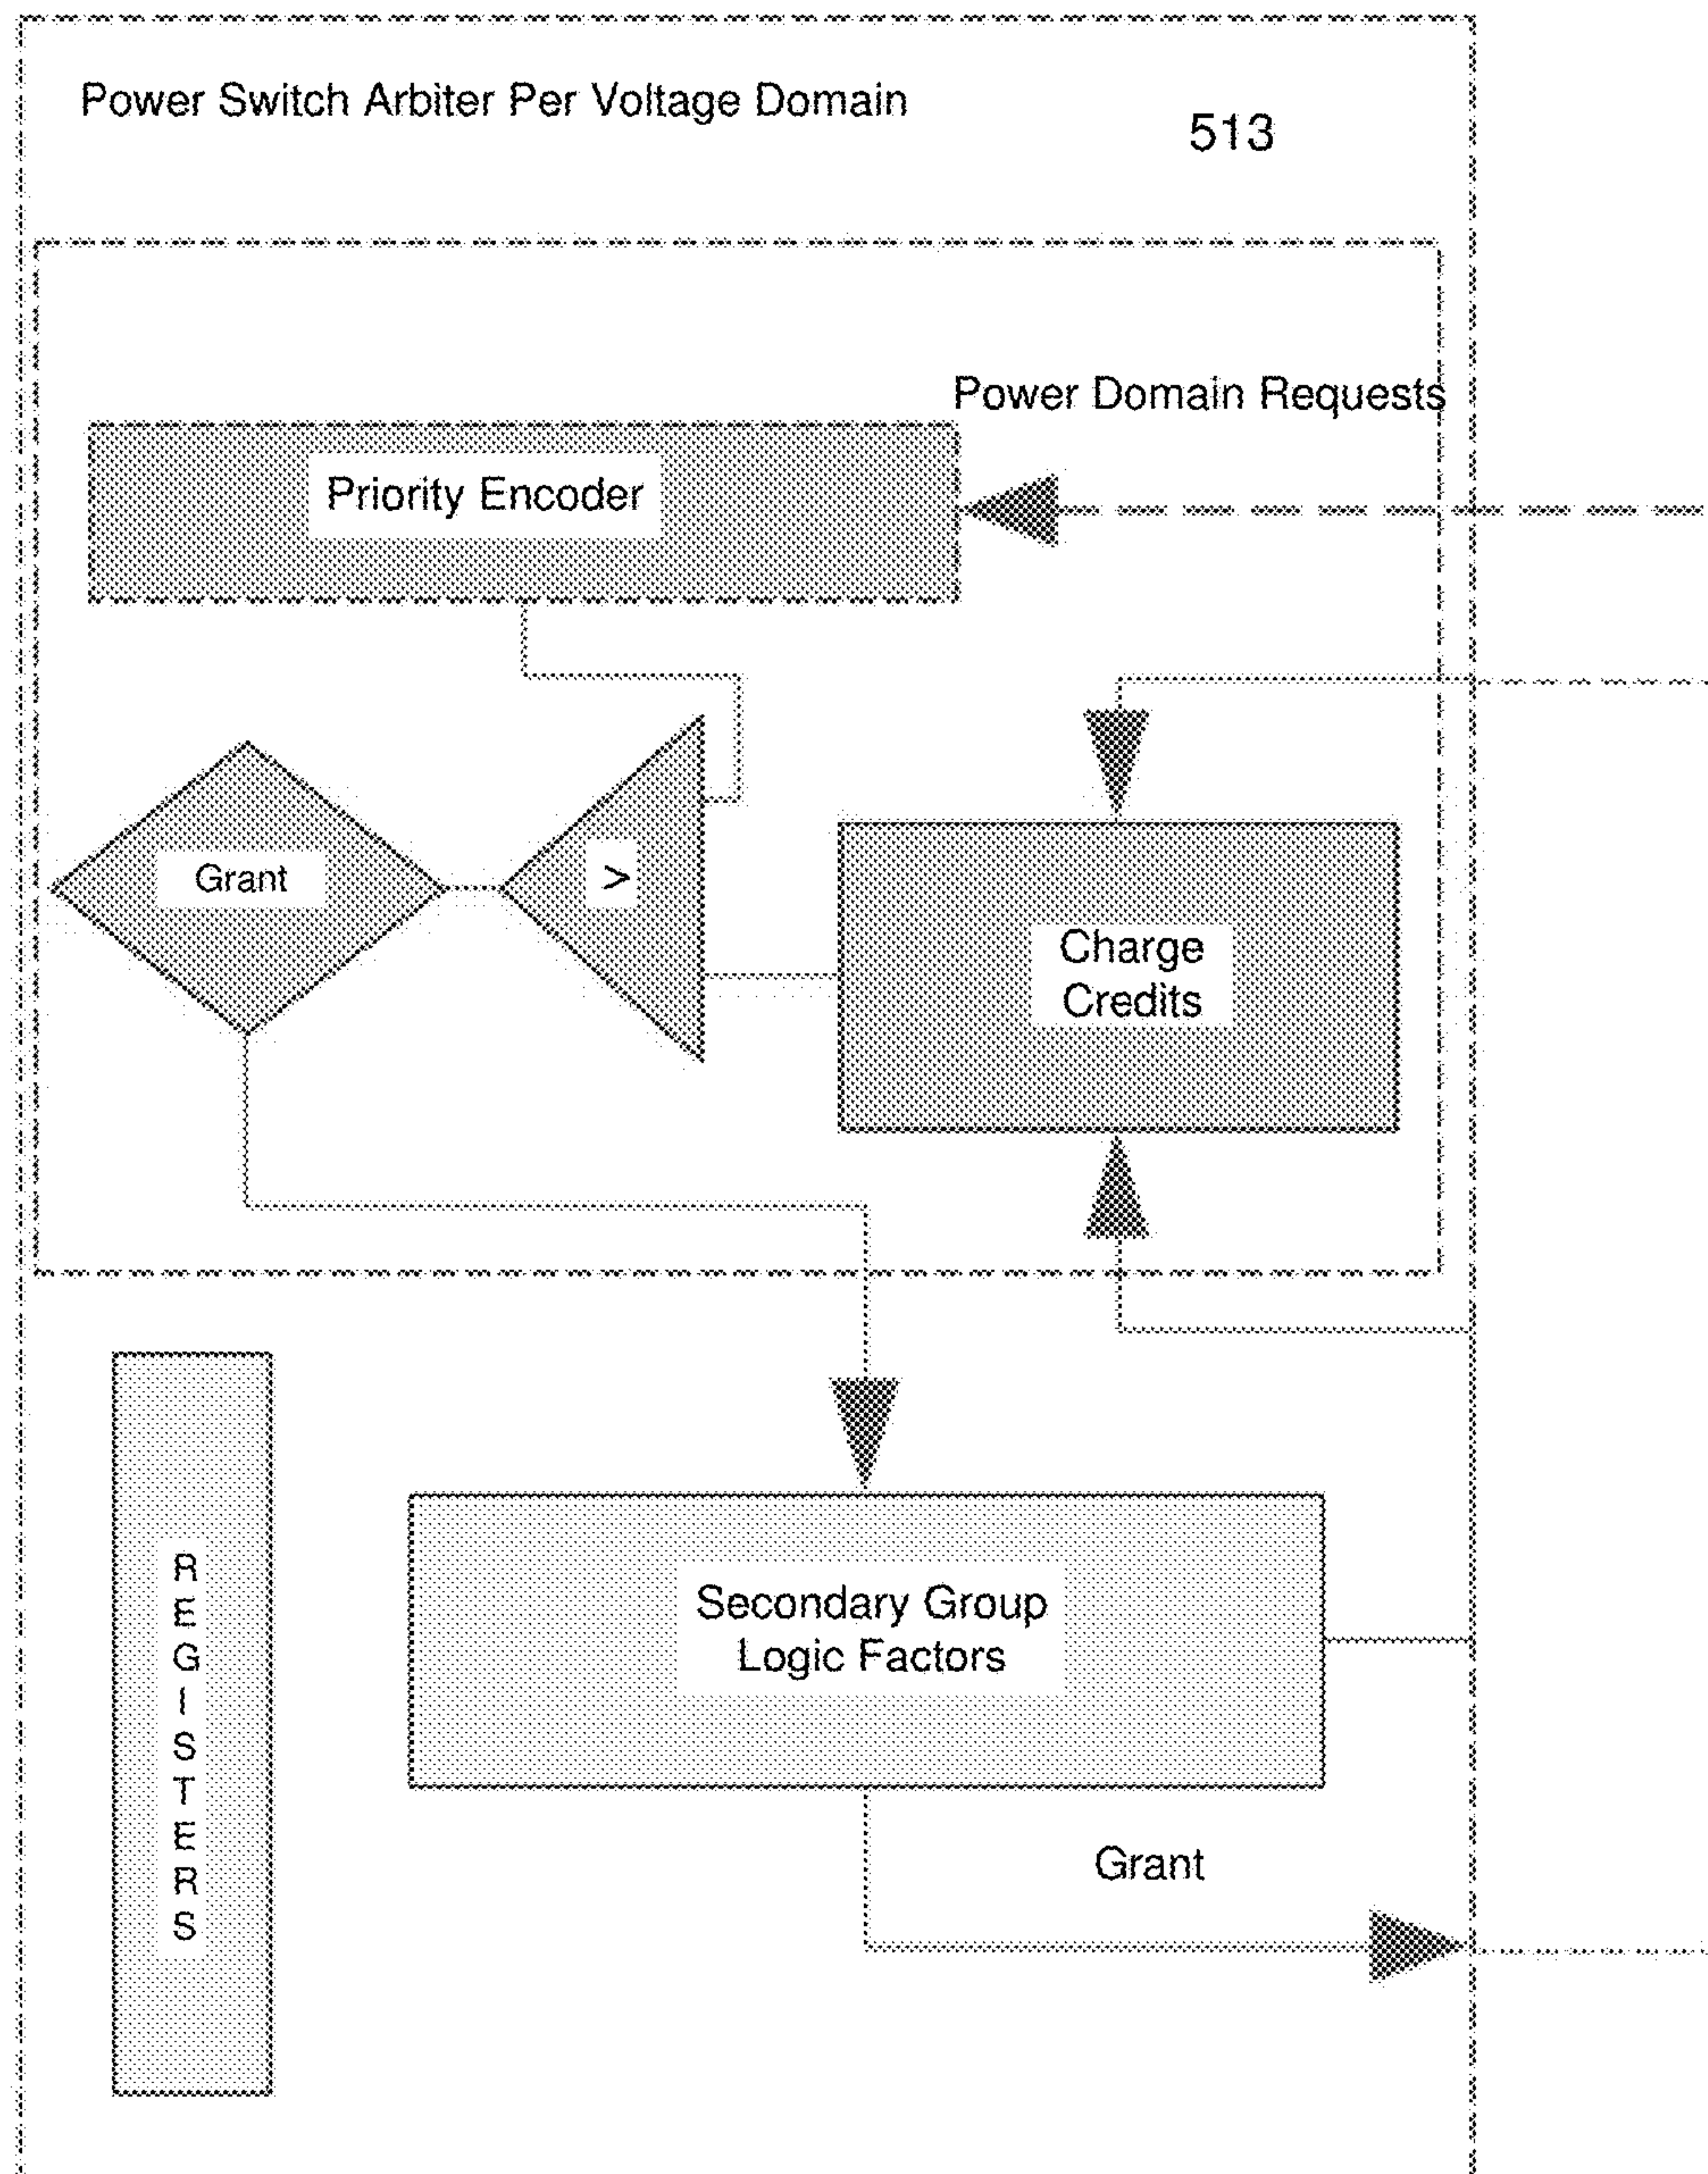 Power Switch Arbiter Per Voltage Domain
513
Power Domain Requests
Priority Encoder
Grant
>
Charge
Credits
REGISTERS
Secondary Group
Logic Factors
Grant